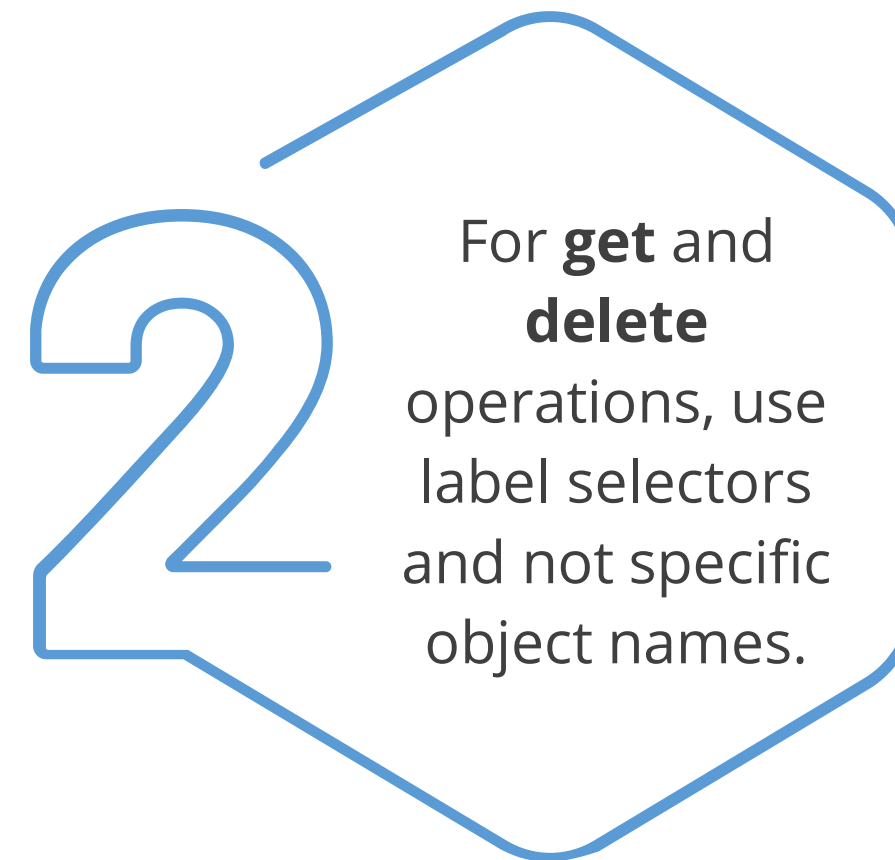 2
For get and
delete
operations, use
label selectors
and not specific
object names.